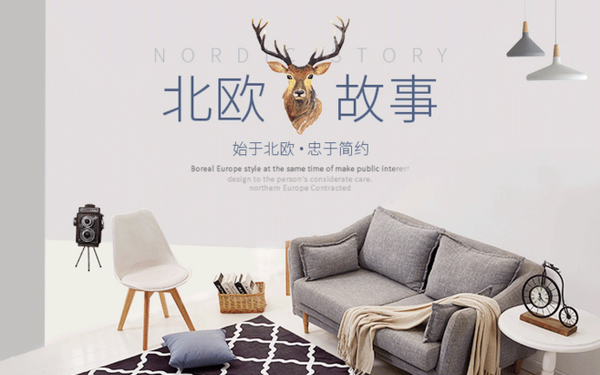 NORDIC STORY
北欧 故事
始于北欧·忠于简约
Boreal Europe style at the same time of make public interest
design to the person's considerate care.
northern Europe Contracted